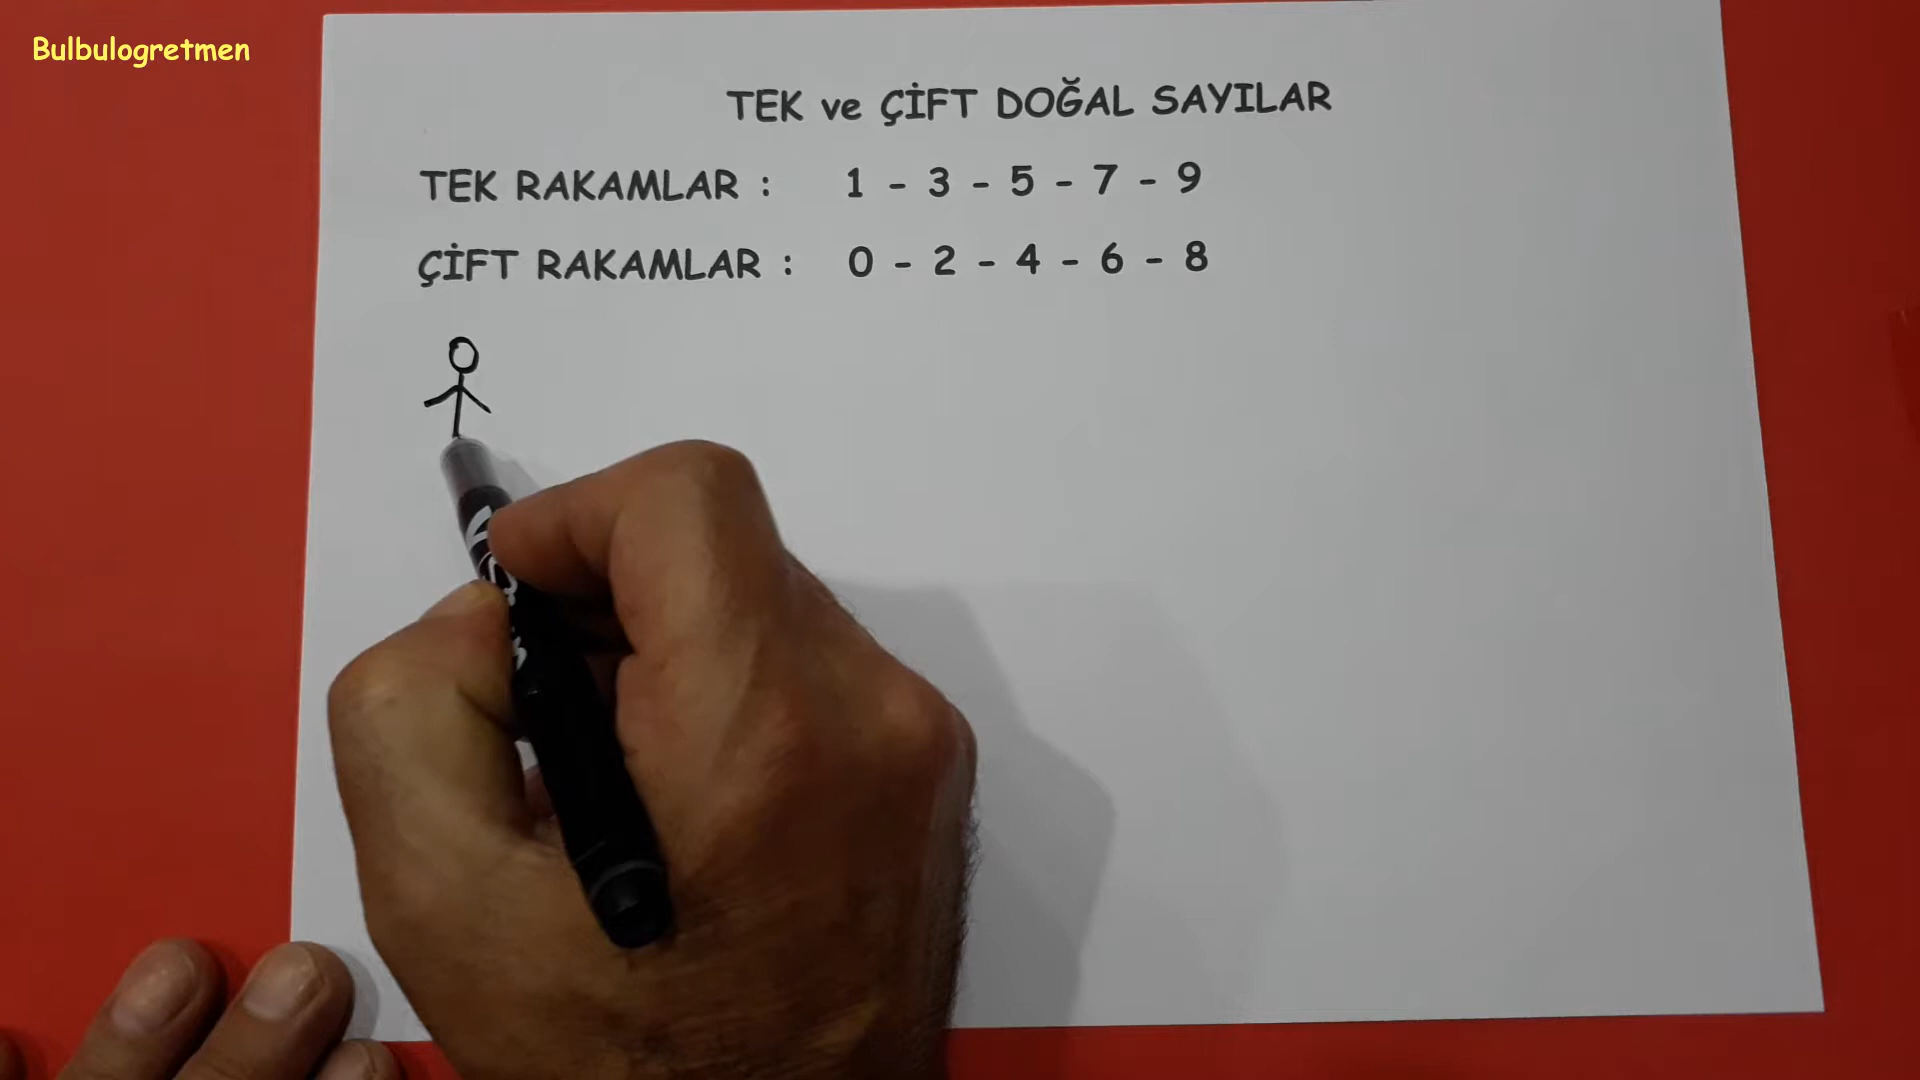 Bulbulogretmen
TEK ve ÇİFT DOĞAL SAYILAR
TEK RAKAMLAR : 1 - 3 - 5 - 7 - 9
ÇİFT RAKAMLAR : 0 - 2 - 4 - 6 - 8